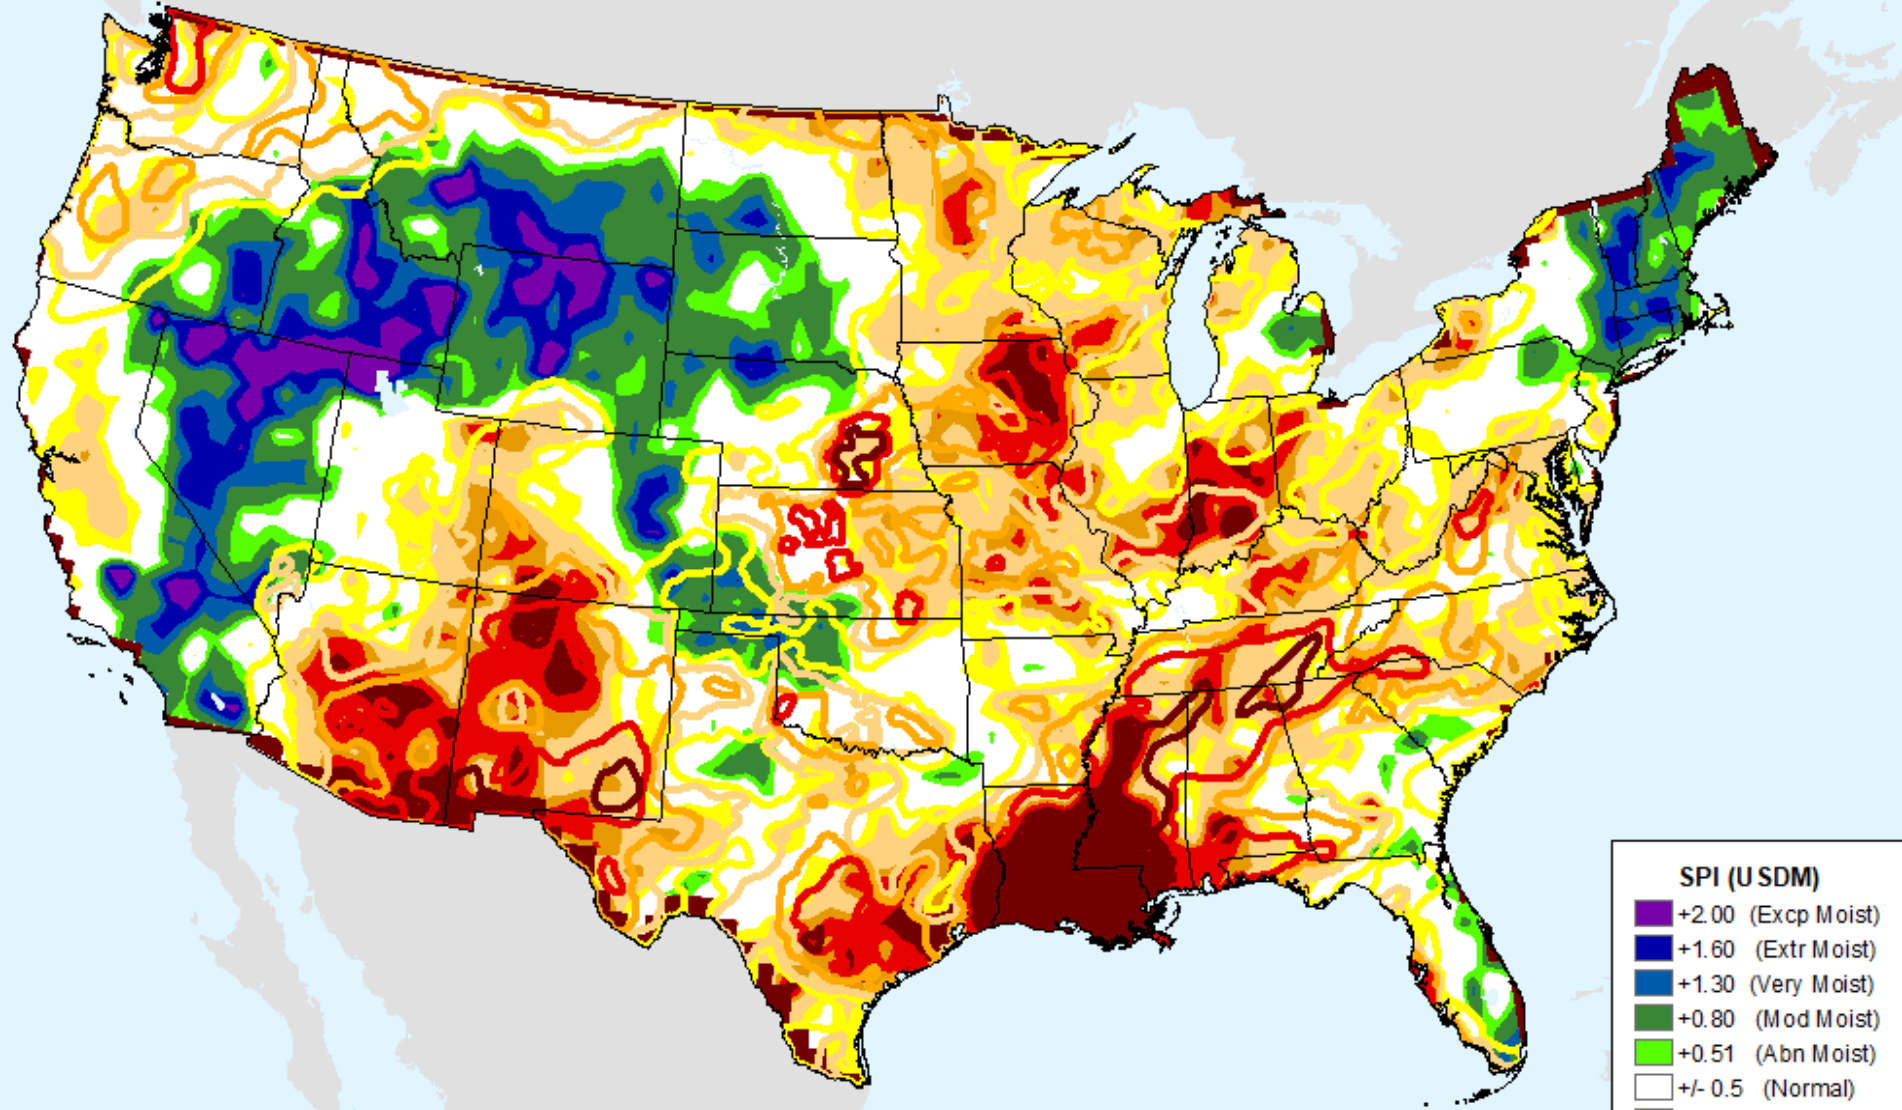 SPI (USDM)
+2.00 (Excp Moist)
+1.60 (Extr Moist)
+1.30 (Very Moist)
+0.80 (Mod Moist)
+0.51 (Abn Moist)
+/- 0.5 (Normal)